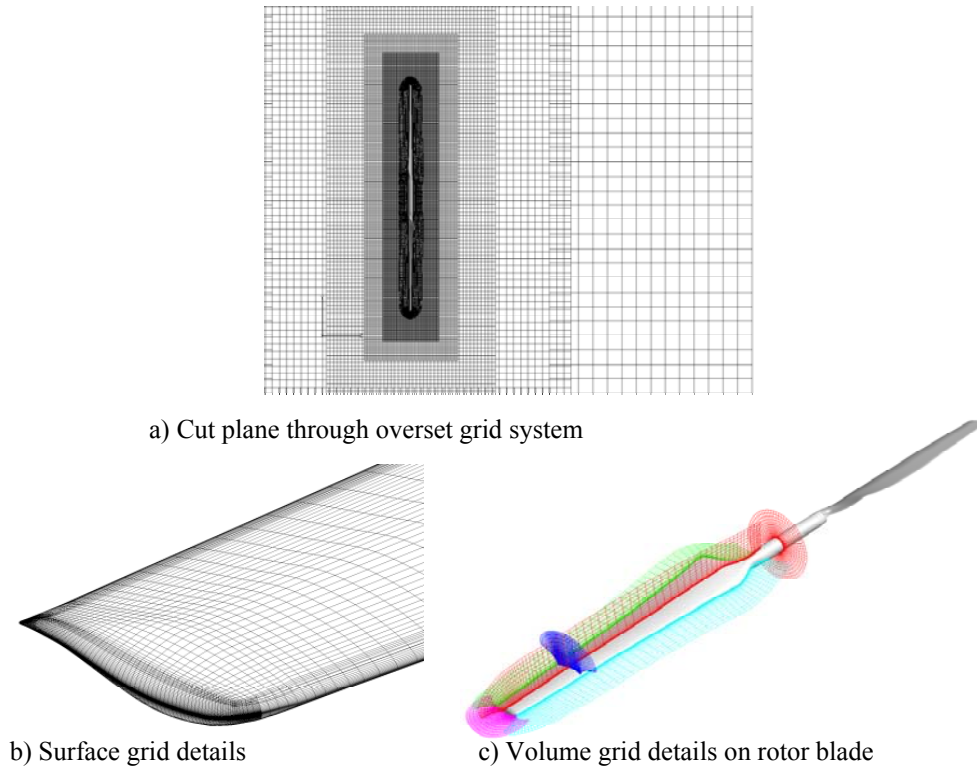 a) Cut plane through overset grid system
b) Surface grid details
c) Volume grid details on rotor blade